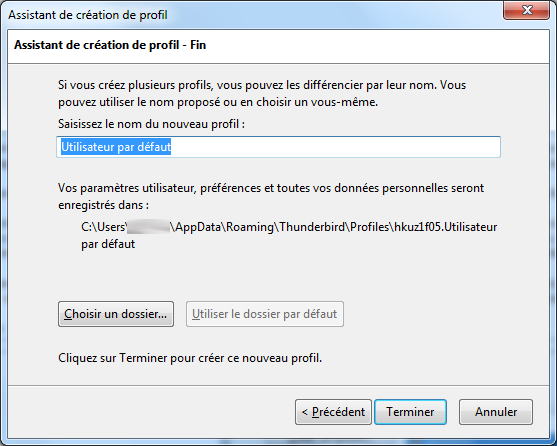 Assistant de création de profil
Assistant de création de profil - Fin
Si vous créez plusieurs profils, vous pouvez les différencier par leur nom. Vous
pouvez utiliser le nom proposé ou en choisir un vous-même.
Saisissez le nom du nouveau profil :
Utilisateur par défaut
Vos paramètres utilisateur, préférences et toutes vos données personnelles seront
enregistrés dans :
C:\Users\ \AppData\Roaming\Thunderbird\Profiles\hkuz1f05.Utilisateur
par défaut
Choisir un dossier...
Utiliser le dossier par défaut
Cliquez sur Terminer pour créer ce nouveau profil.
< Précédent
Terminer
Annuler